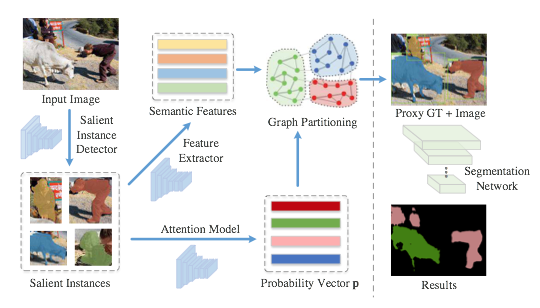 Input Image
Semantic Features
Graph Partitioning
Proxy GT + Image
Salient
Instance
Detector
Feature
Extractor
Segmentation
Network
Attention Model
Salient Instances
Probability Vector p
Results